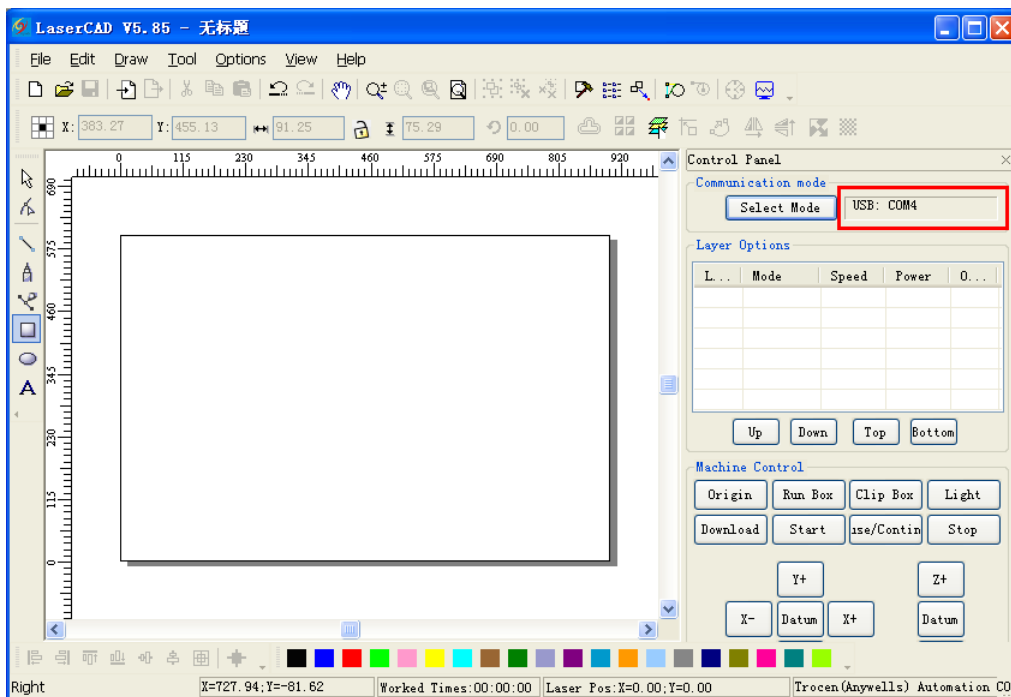 LaserCAD V5.85 - 无标题
File Edit Draw Tool Options View Help
X: 383.27 Y: 455.13 91.25 75.29 0.00
0 115 230 345 460 575 690 805 920
690
575
460
345
230
115
0
A
Control Panel
Communication mode
Select Mode USB: COM4
Layer Options
L... Mode Speed Power O...
Up Down Top Bottom
Machine Control
Origin Run Box Clip Box Light
Download Start ıse/Contin Stop
Y+ Z+
X- Datum X+ Datum
Right X=727.94;Y=-81.62 Worked Times:00:00:00 Laser Pos:X=0.00;Y=0.00 Trocen(Anywells) Automation CO